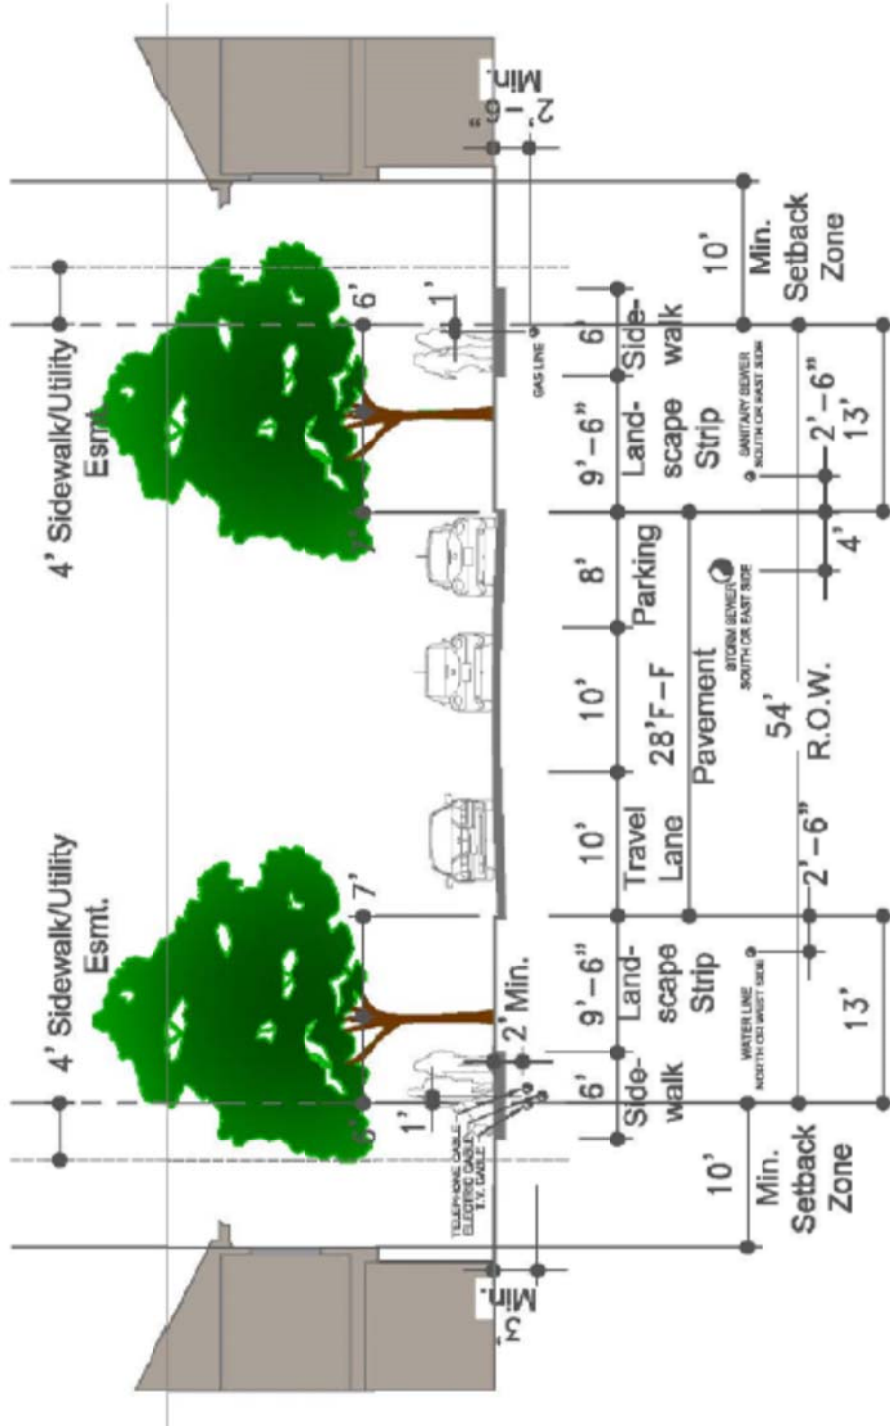 4' Sidewalk/Utility
Esmt.
4' Sidewalk/Utility
Esmt.
7'
6'
6'
1'
1'
2' Min.
TELEPHONE CABLE
ELECTRIC CABLE
T.V. CABLE
GAS LINE
3'
Min.
2'-6"
Min.
6'
Side-
walk
9'-6"
Land-
scape
Strip
10'
Travel
Lane
10'
8'
Parking
9'-6"
Land-
scape
Strip
6'
Side-
walk
28'F-F
Pavement
WATER LINE
NORTH OR WEST SIDE
STORM SEWER
SOUTH OR EAST SIDE
SANITARY SEWER
SOUTH OR EAST SIDE
10'
Min.
Setback
Zone
10'
Min.
Setback
Zone
54'
R.O.W.
2'-6"
2'-6"
4'
13'
13'